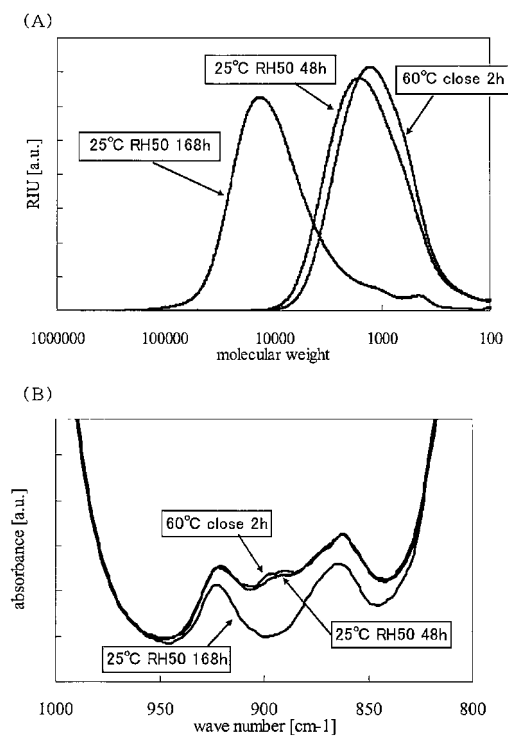 (A)
25℃ RH50 48h
60℃ close 2h
25℃ RH50 168h
RIU [a.u.]
1000000 100000 10000 1000 100
molecular weight
(B)
60℃ close 2h
25℃ RH50 48h
25℃ RH50 168h
absorbance [a.u.]
1000 950 900 850 800
wave number [cm-1]